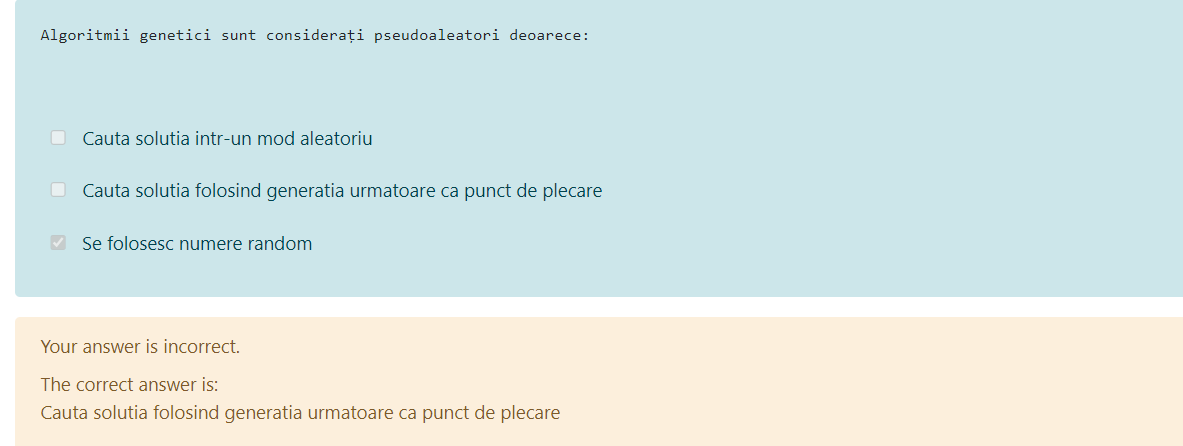 Algoritmii genetici sunt considerați pseudoaleatori deoarece:
Cauta solutia intr-un mod aleatoriu
Cauta solutia folosind generatia urmatoare ca punct de plecare
Se folosesc numere random
Your answer is incorrect.
The correct answer is:
Cauta solutia folosind generatia urmatoare ca punct de plecare